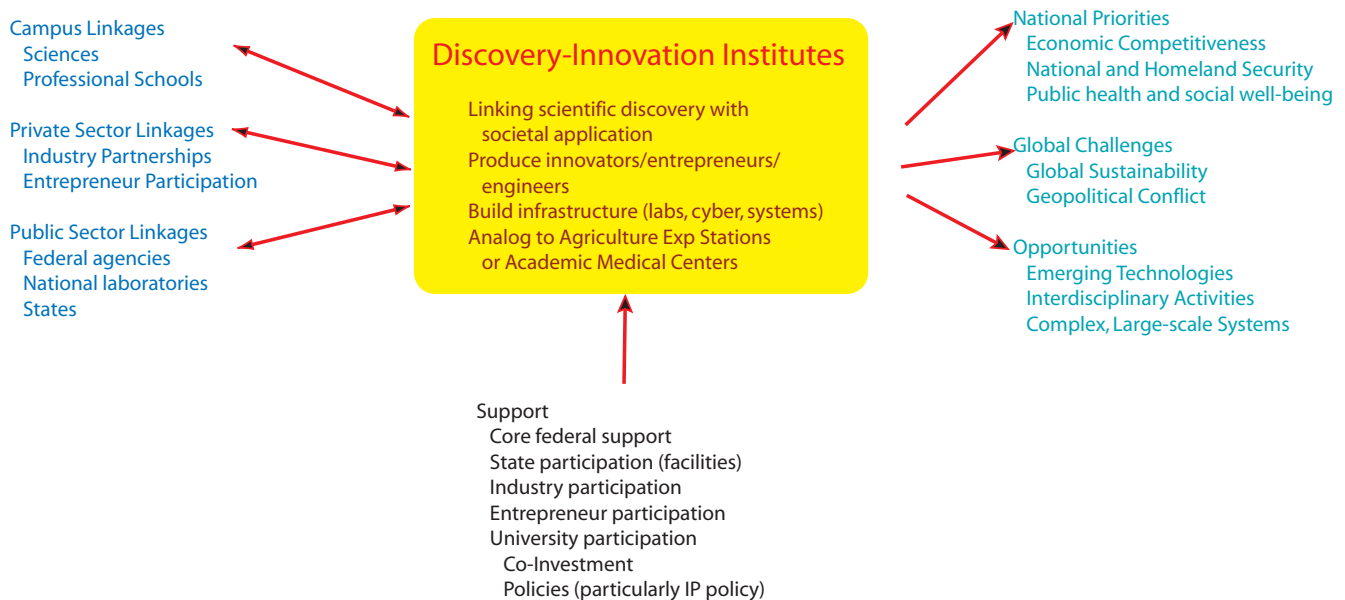 Campus Linkages
Sciences
Professional Schools
Private Sector Linkages
Industry Partnerships
Entrepreneur Participation
Public Sector Linkages
Federal agencies
National laboratories
States
Discovery-Innovation Institutes
Linking scientific discovery with
societal application
Produce innovators/entrepreneurs/
engineers
Build infrastructure (labs, cyber, systems)
Analog to Agriculture Exp Stations
or Academic Medical Centers
National Priorities
Economic Competitiveness
National and Homeland Security
Public health and social well-being
Global Challenges
Global Sustainability
Geopolitical Conflict
Opportunities
Emerging Technologies
Interdisciplinary Activities
Complex, Large-scale Systems
Support
Core federal support
State participation (facilities)
Industry participation
Entrepreneur participation
University participation
Co-Investment
Policies (particularly IP policy)